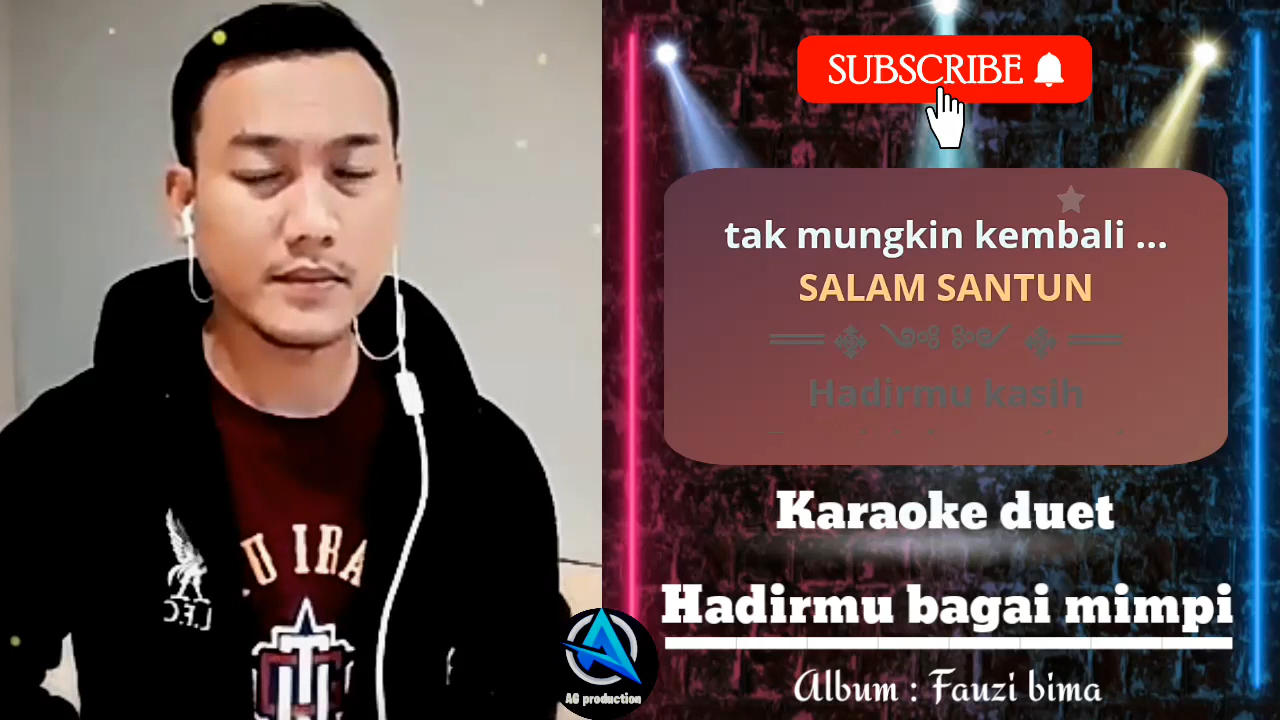 SUBSCRIBE
tak mungkin kembali ...
SALAM SANTUN
Hadirmu kasih
Karaoke duet
Hadirmu bagai mimpi
Album : Fauzi bima
AG production
L.F.C